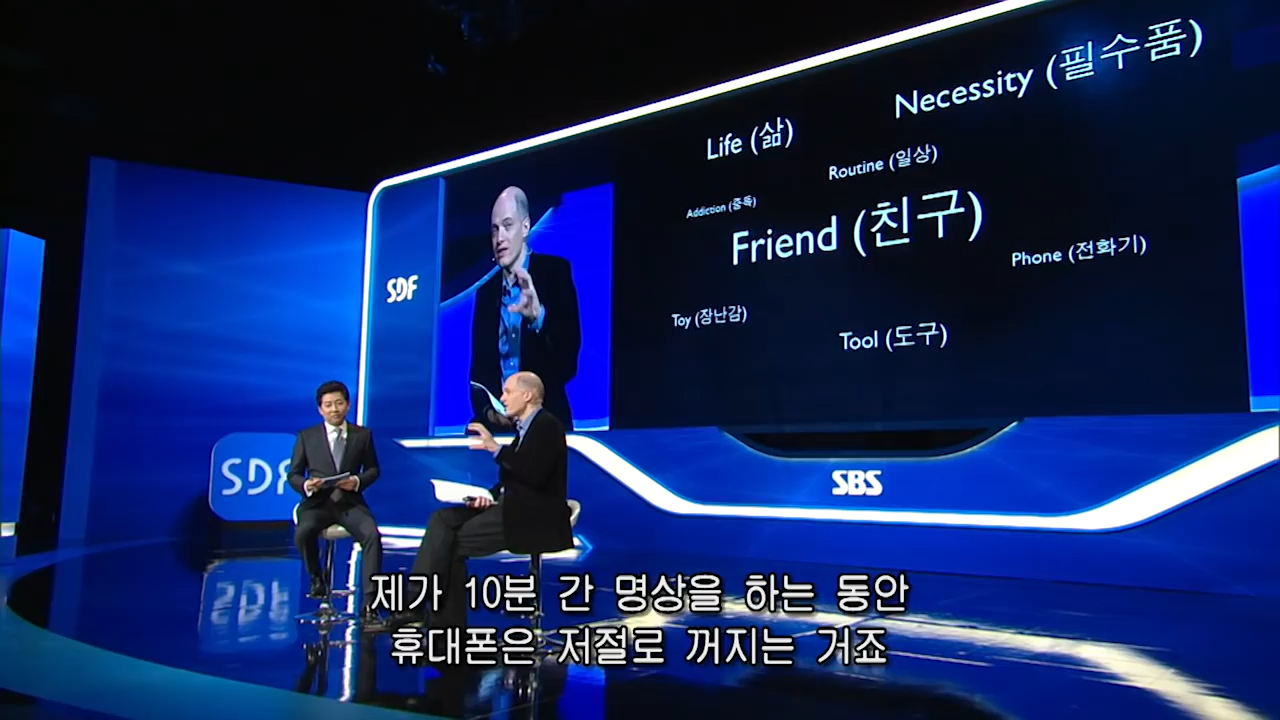 Necessity (필수품)
Life (삶)
Routine (일상)
Addiction (중독)
Friend (친구)
Phone (전화기)
Toy (장난감)
Tool (도구)
SDF
SBS
SDF
제가 10분 간 명상을 하는 동안
휴대폰은 저절로 꺼지는 거죠